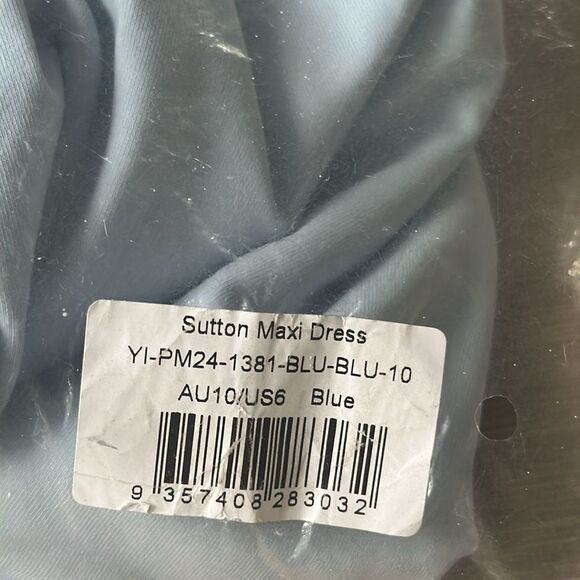 Sutton Maxi Dress
YI-PM24-1381-BLU-BLU-10
AU10/US6 Blue
9 357408 283032